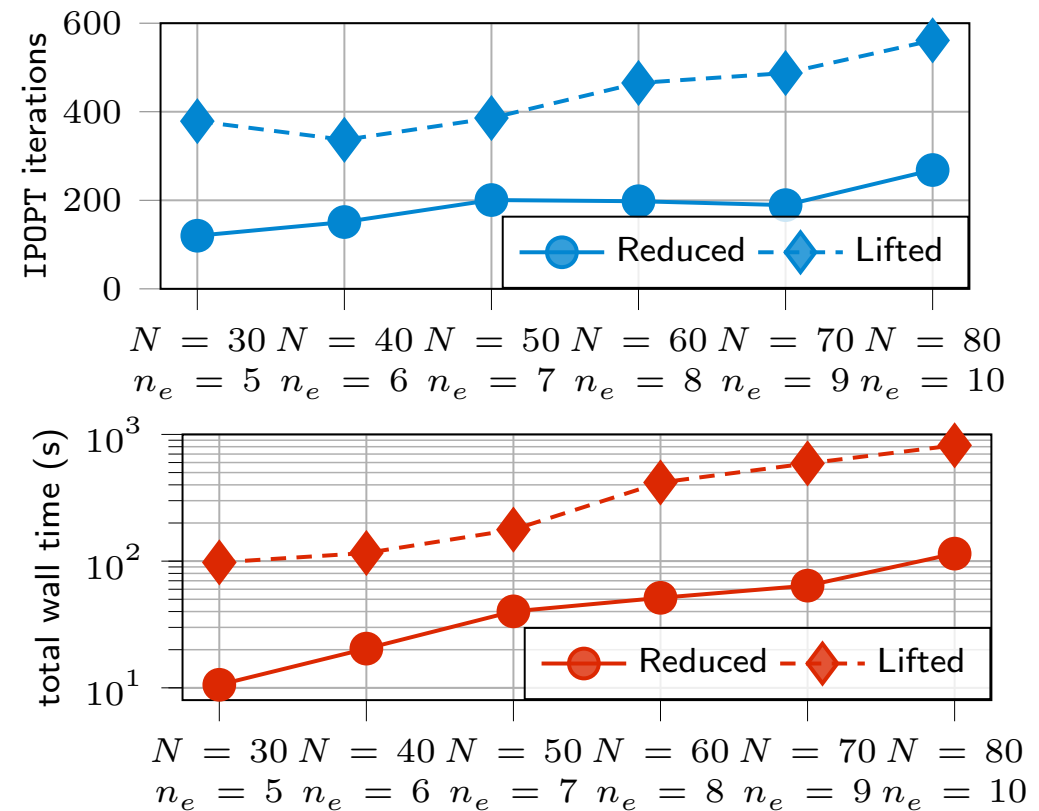 IPOPT iterations
600
400
200
0
Reduced Lifted
N = 30 N = 40 N = 50 N = 60 N = 70 N = 80
n_e = 5 n_e = 6 n_e = 7 n_e = 8 n_e = 9 n_e = 10
total wall time (s)
10^3
10^2
10^1
Reduced Lifted
N = 30 N = 40 N = 50 N = 60 N = 70 N = 80
n_e = 5 n_e = 6 n_e = 7 n_e = 8 n_e = 9 n_e = 10